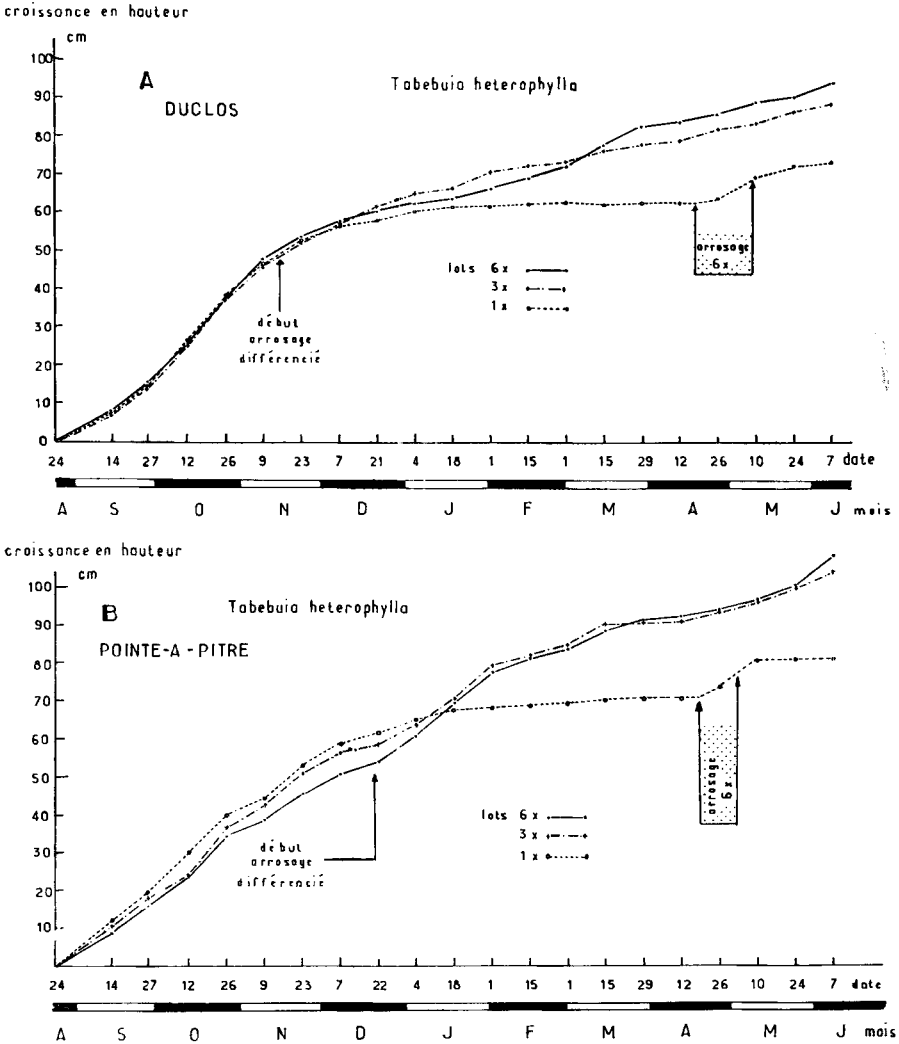 croissance en hauteur
cm
100
A
Tabebuia heterophylla
90
DUCLOS
80
70
60
arrosage
6x
50
lots 6x
3x
1x
40
début
arrosage
différencié
30
20
10
0
24 14 27 12 26 9 23 7 21 4 18 1 15 1 15 29 12 26 10 24 7 date
A S O N D J F M A M J mois
croissance en hauteur
cm
100
B
Tabebuia heterophylla
90
POINTE-A-PITRE
80
70
60
arrosage
6x
50
40
lots 6x
3x
1x
30
début
arrosage
différencié
20
10
24 14 27 12 26 9 23 7 22 4 18 1 15 1 15 29 12 26 10 24 7 date
A S O N D J F M A M J mois